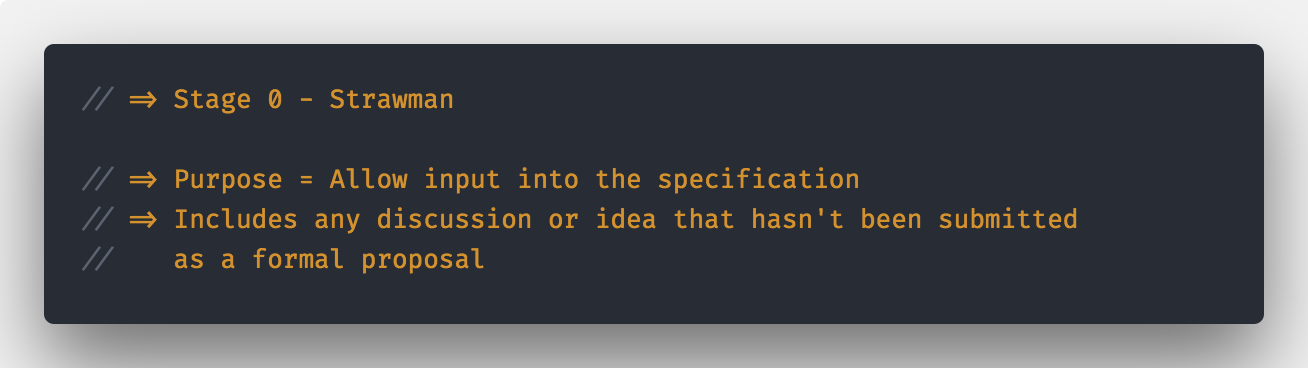 // => Stage 0 - Strawman
// => Purpose = Allow input into the specification
// => Includes any discussion or idea that hasn't been submitted
//    as a formal proposal